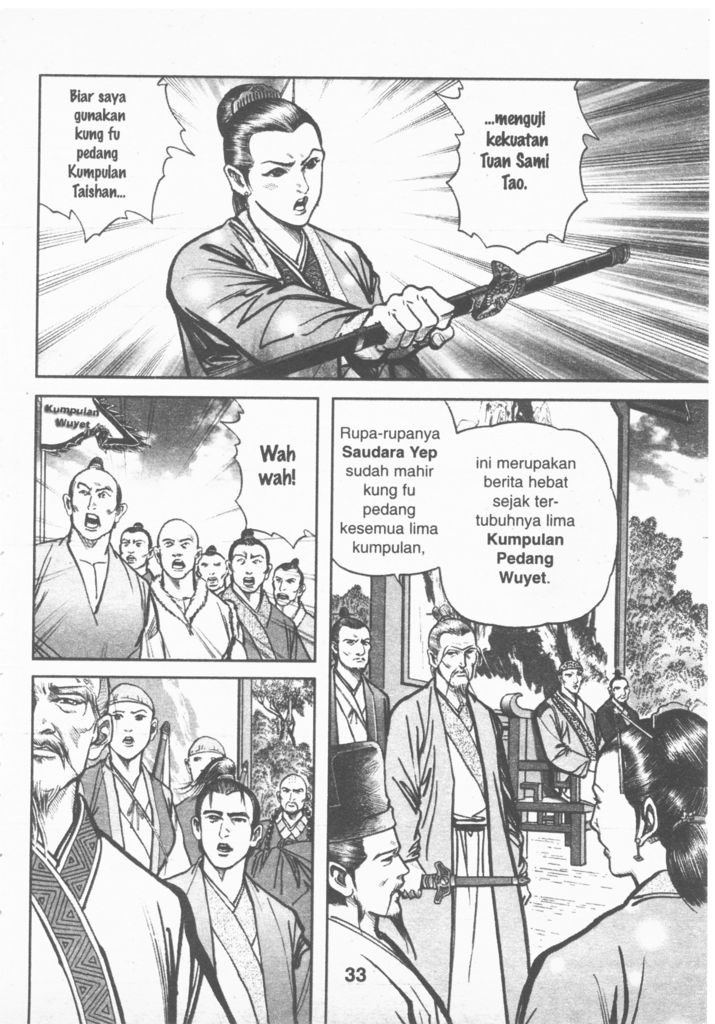 Biar saya
gunakan
kung fu
pedang
Kumpulan
Taishan...
...menguji
kekuatan
Tuan Sami
Tao.
Kumpulan
Wuyet
Wah
wah!
Rupa-rupanya
Saudara Yep
sudah mahir
kung fu
pedang
kesemua lima
kumpulan,
ini merupakan
berita hebat
sejak ter-
tubuhnya lima
Kumpulan
Pedang
Wuyet.
33